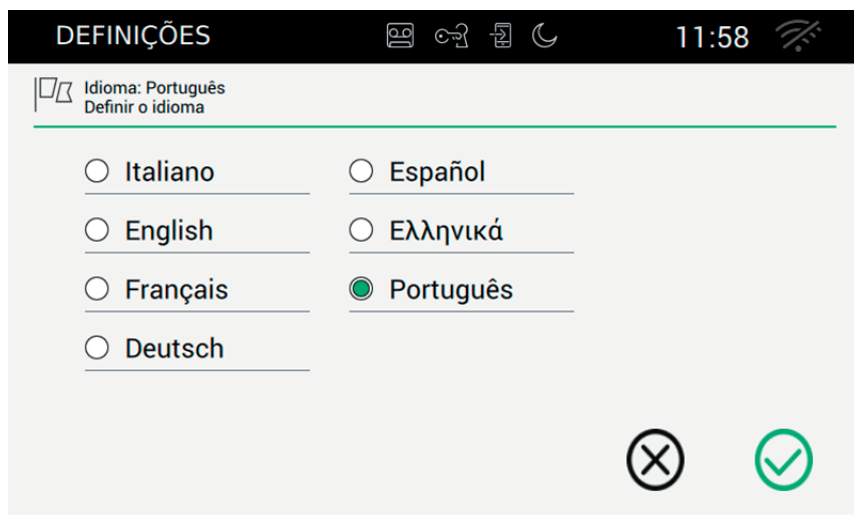 DEFINIÇÕES
11:58
Idioma: Português
Definir o idioma
Italiano
English
Français
Deutsch
Español
Ελληνικά
Português